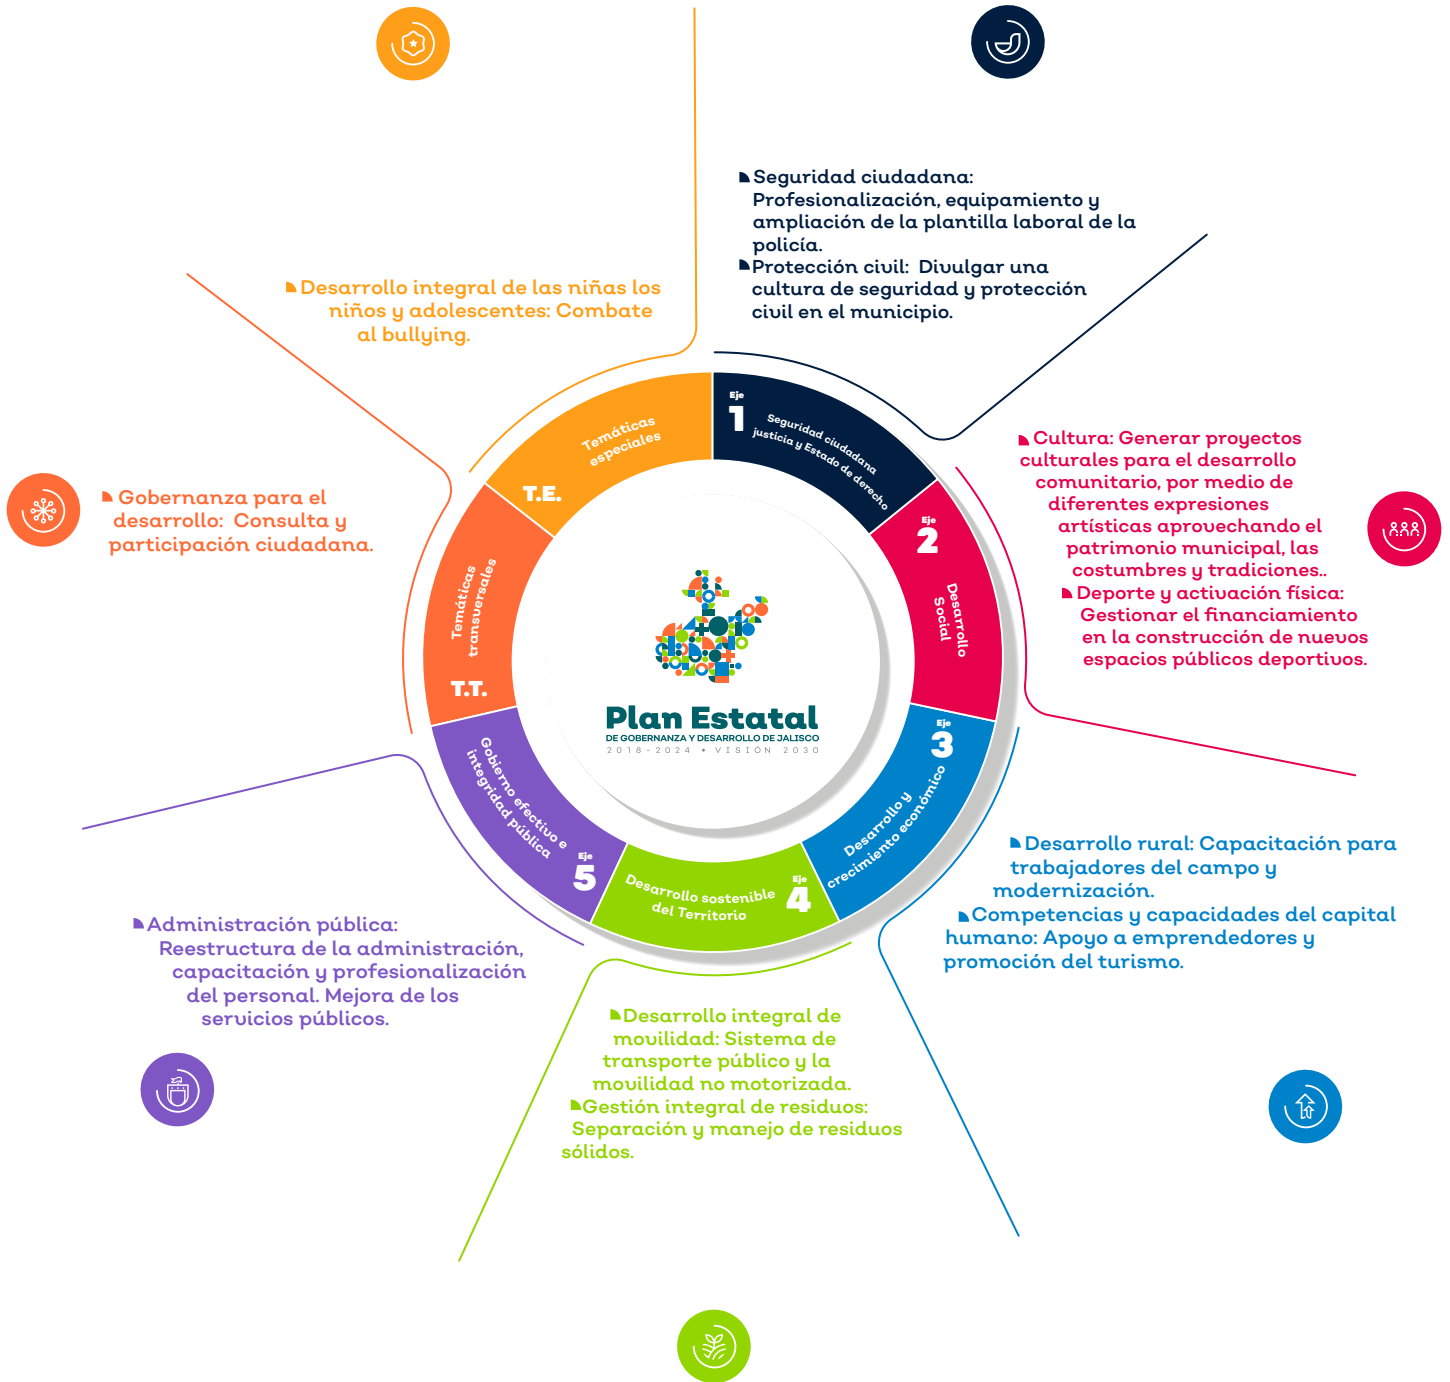 Seguridad ciudadana:
Profesionalización, equipamiento y
ampliación de la plantilla laboral de la
policía.
Protección civil: Divulgar una
cultura de seguridad y protección
civil en el municipio.
Desarrollo integral de las niñas los
niños y adolescentes: Combate
al bullying.
Gobernanza para el
desarrollo: Consulta y
participación ciudadana.
Cultura: Generar proyectos
culturales para el desarrollo
comunitario, por medio de
diferentes expresiones
artísticas aprovechando el
patrimonio municipal, las
costumbres y tradiciones..
Deporte y activación física:
Gestionar el financiamiento
en la construcción de nuevos
espacios públicos deportivos.
Eje
1
Seguridad ciudadana
justicia y Estado de derecho
Eje
2
Desarrollo
Social
Eje
3
Desarrollo y
crecimiento económico
Eje
4
Desarrollo sostenible
del Territorio
Eje
5
Gobierno efectivo e
integridad pública
Temáticas
transversales
T.T.
Temáticas
especiales
T.E.
Plan Estatal
DE GOBERNANZA Y DESARROLLO DE JALISCO
2018-2024 • VISIÓN 2030
Desarrollo rural: Capacitación para
trabajadores del campo y
modernización.
Competencias y capacidades del capital
humano: Apoyo a emprendedores y
promoción del turismo.
Administración pública:
Reestructura de la administración,
capacitación y profesionalización
del personal. Mejora de los
servicios públicos.
Desarrollo integral de
movilidad: Sistema de
transporte público y la
movilidad no motorizada.
Gestión integral de residuos:
Separación y manejo de residuos
sólidos.